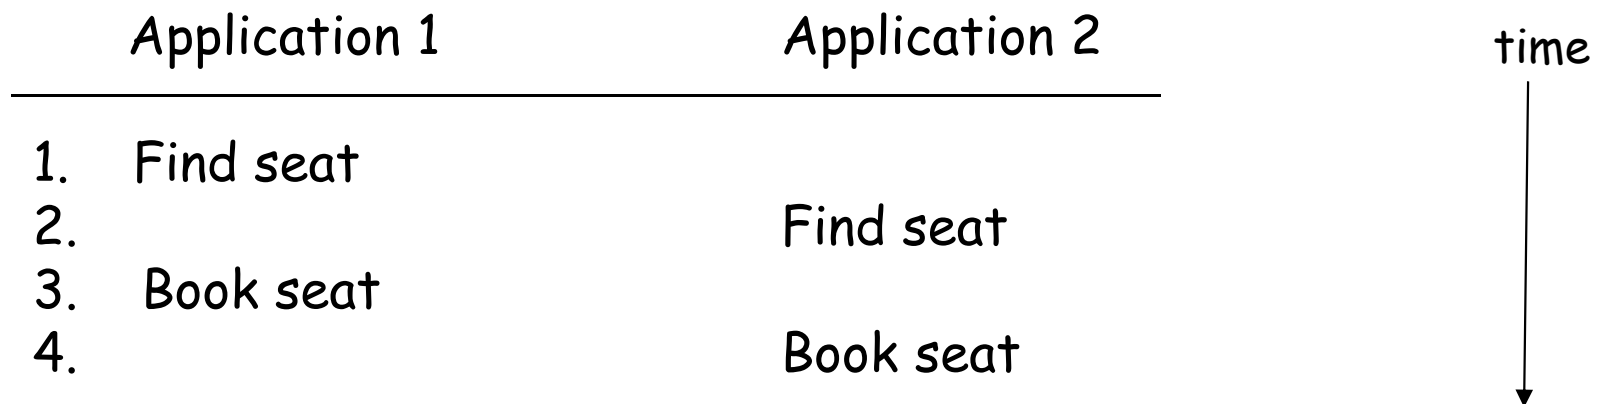 Application 1 Application 2 time
1. Find seat
2. Find seat
3. Book seat
4. Book seat